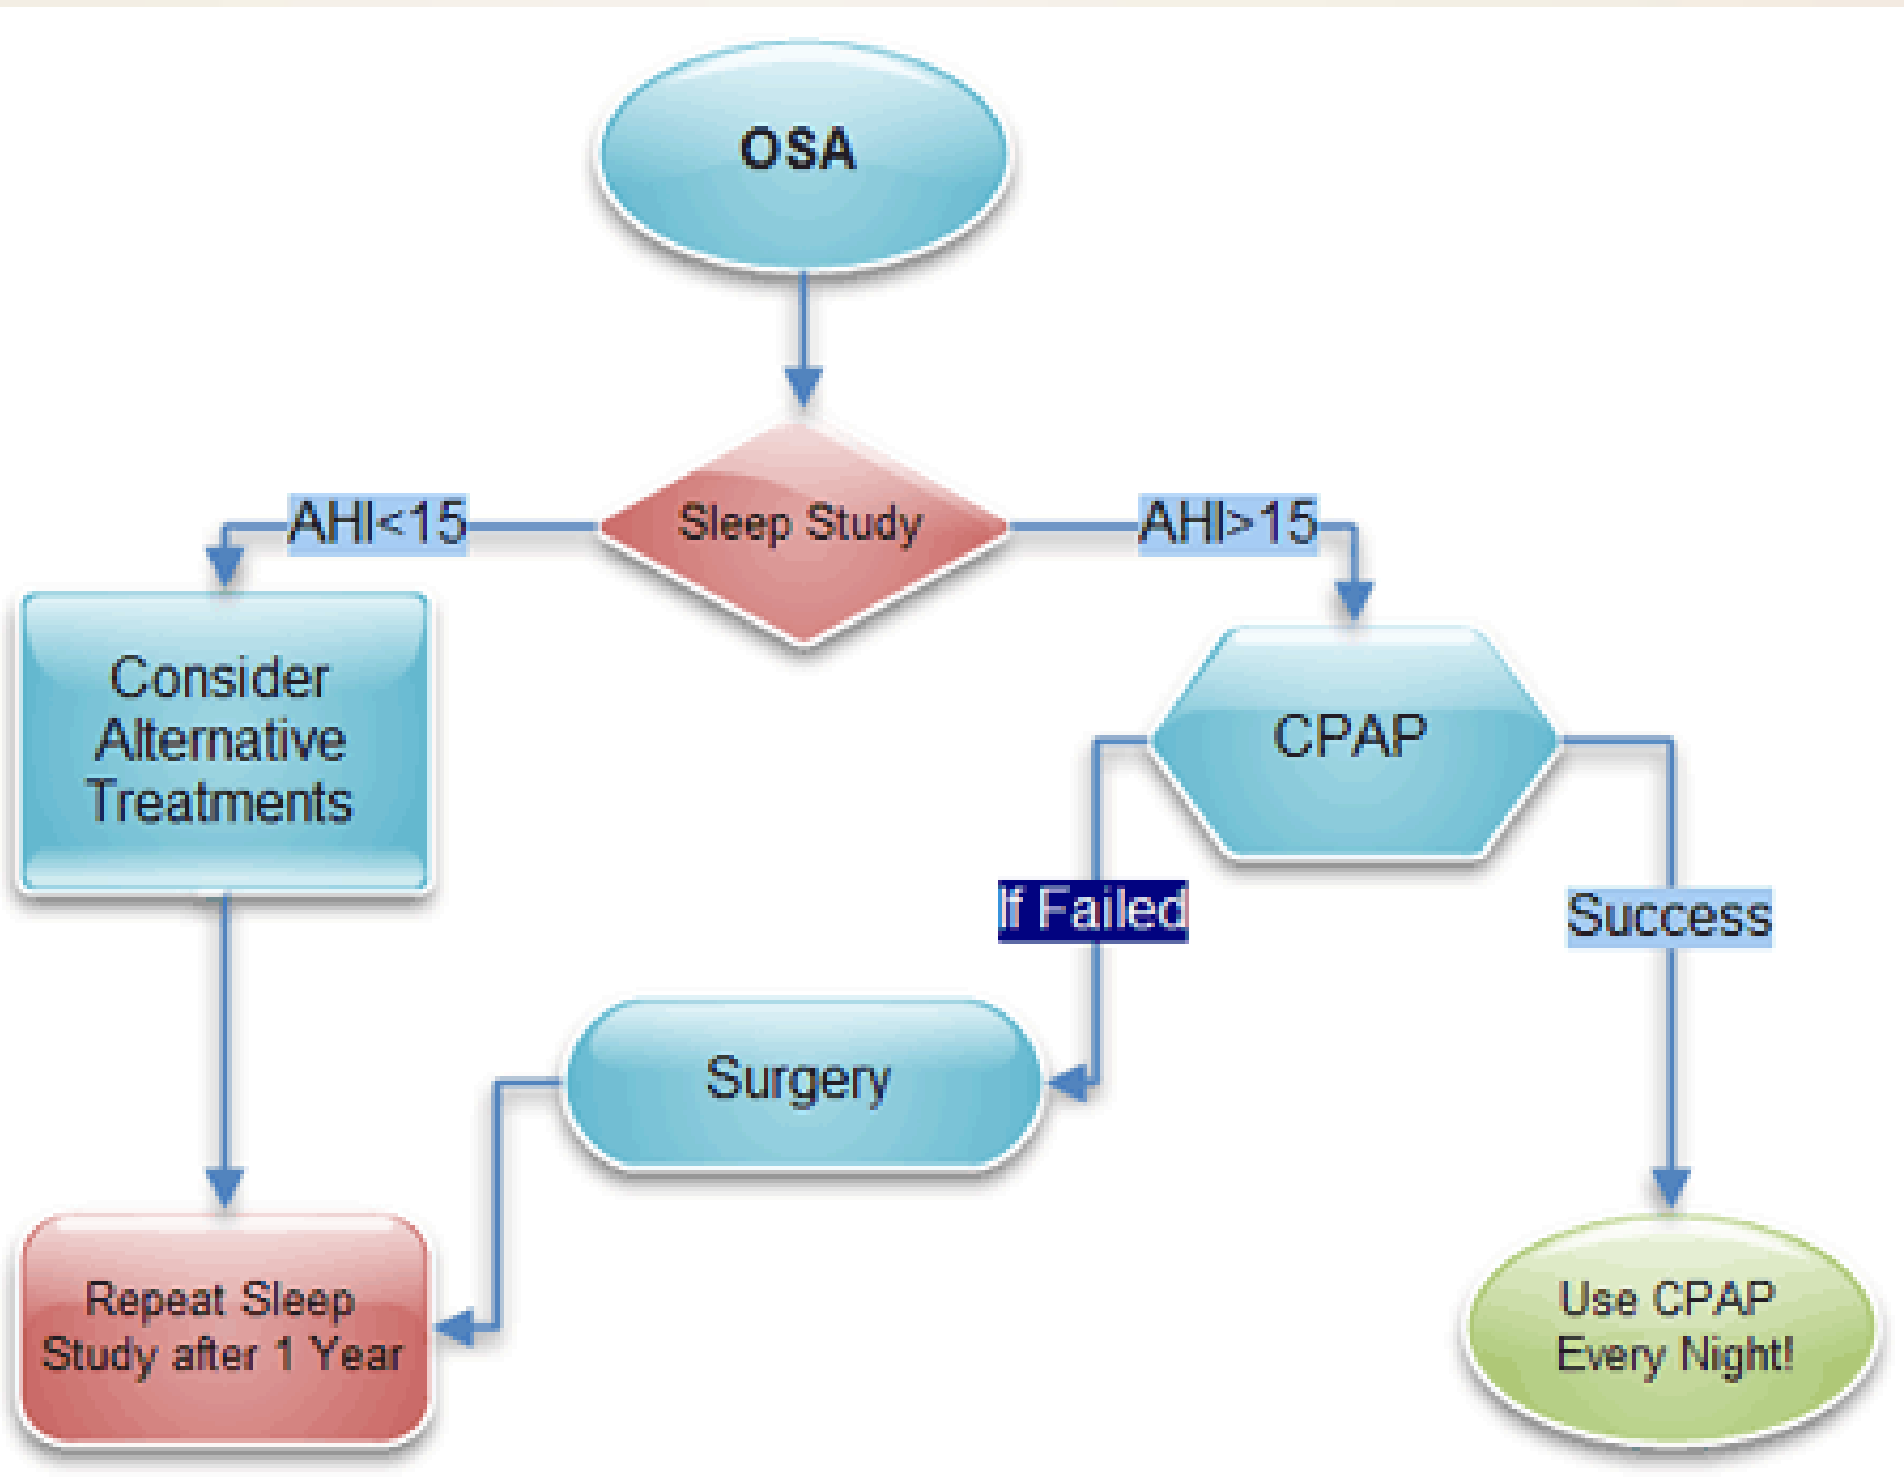 OSA
AHI<15
Sleep Study
AHI>15
Consider
Alternative
Treatments
CPAP
If Failed
Success
Surgery
Repeat Sleep
Study after 1 Year
Use CPAP
Every Night!